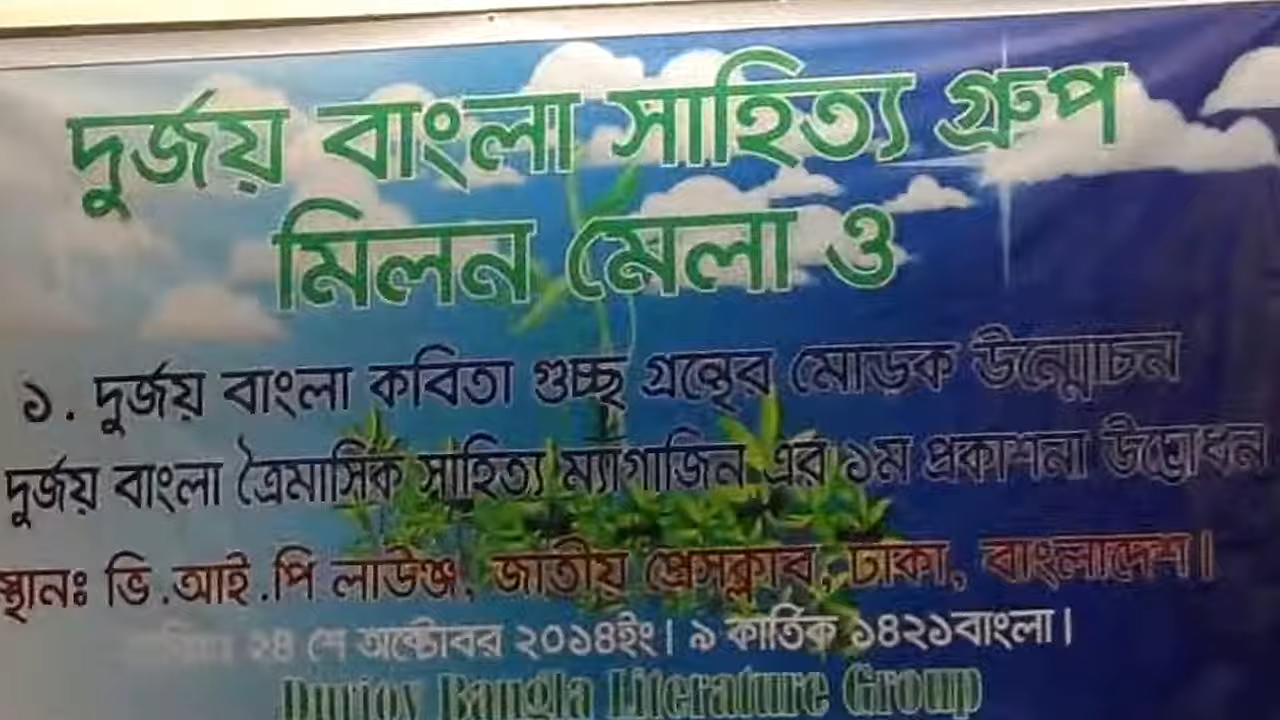 দুর্জয় বাংলা সাহিত্য গ্রুপ
মিলন মেলা ও
১. দুর্জয় বাংলা কবিতা গুচ্ছ গ্রন্থের মোড়ক উন্মোচন
দুর্জয় বাংলা ত্রৈমাসিক সাহিত্য ম্যাগাজিন এর ১ম প্রকাশনা উদ্বোধন
স্থানঃ ভি.আই.পি লাউঞ্জ, জাতীয় প্রেসক্লাব, ঢাকা, বাংলাদেশ।
২৪ শে অক্টোবর ২০১৪ইং। ৯ কার্তিক ১৪২১বাংলা।
Durjoy Bangla Literature Group